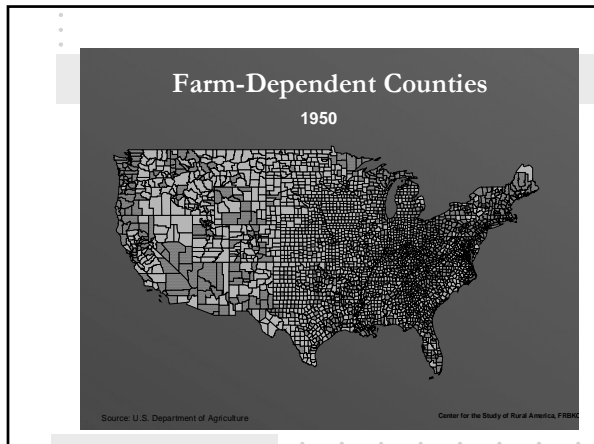 Farm-Dependent Counties
1950
Source: U.S. Department of Agriculture
Center for the Study of Rural America, FRBKC